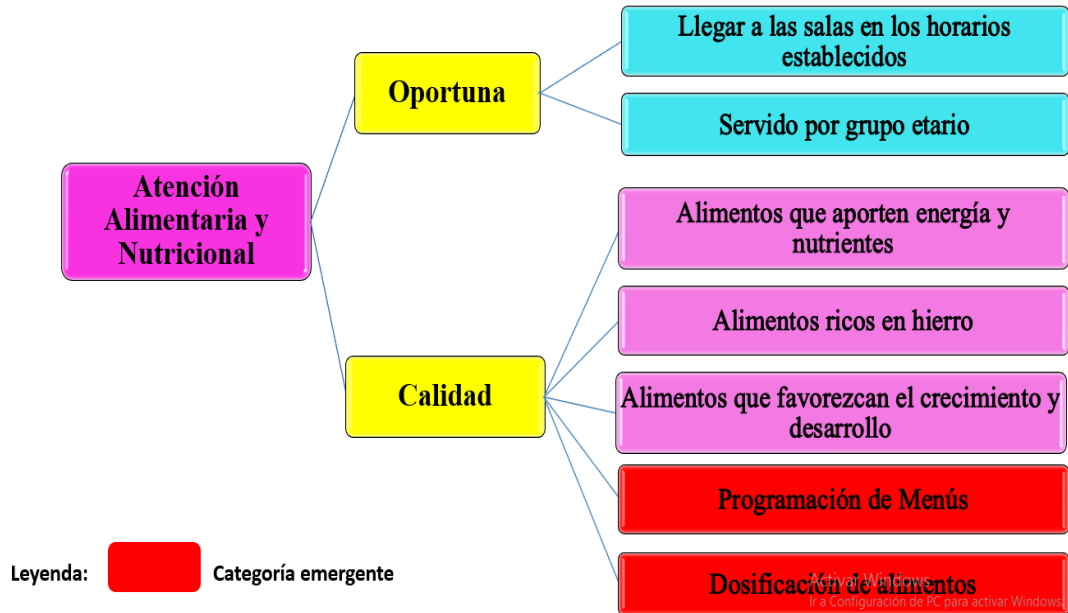 Atención
Alimentaria y
Nutricional
Oportuna
Llegar a las salas en los horarios
establecidos
Servido por grupo etario
Calidad
Alimentos que aporten energía y
nutrientes
Alimentos ricos en hierro
Alimentos que favorezcan el crecimiento y
desarrollo
Programación de Menús
Dosificación de alimentos
Activar Windows
Ir a Configuración de PC para activar Windows.
Leyenda:
Categoría emergente